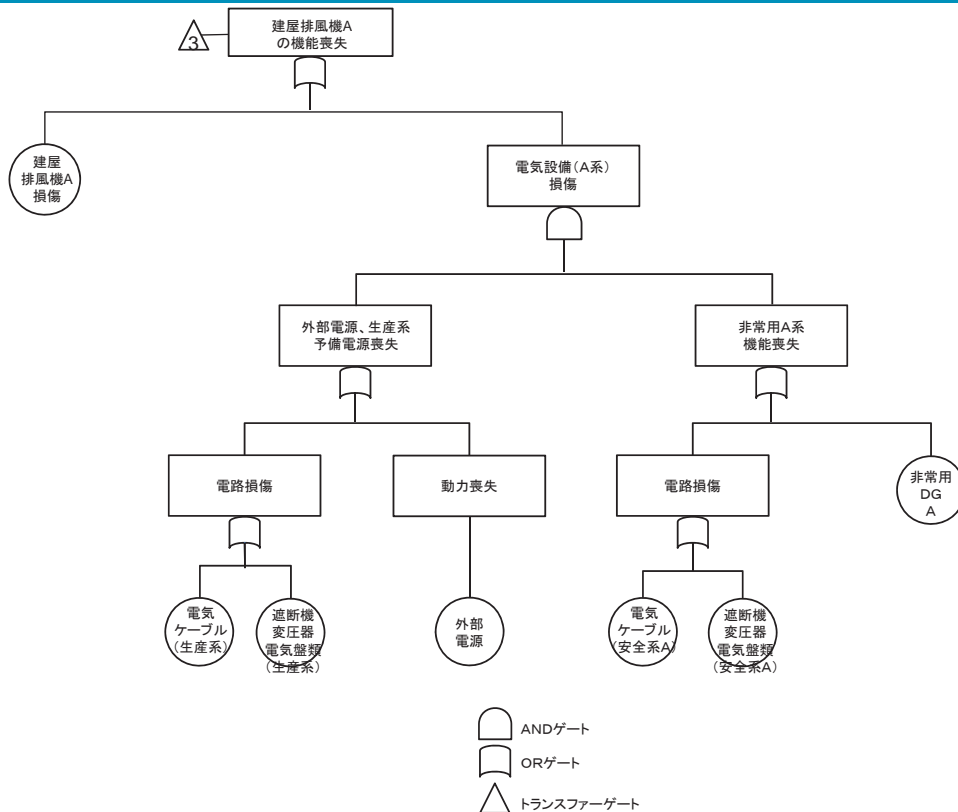 建屋排風機A
の機能喪失
3
建屋
排風機A
損傷
電気設備(A系)
損傷
外部電源、生産系
予備電源喪失
非常用A系
機能喪失
電路損傷
動力喪失
電路損傷
非常用
DG
A
電気
ケーブル
(生産系)
遮断機
変圧器
電気盤類
(生産系)
外部
電源
電気
ケーブル
(安全系A)
遮断機
変圧器
電気盤類
(安全系A)
ANDゲート
ORゲート
トランスファーゲート